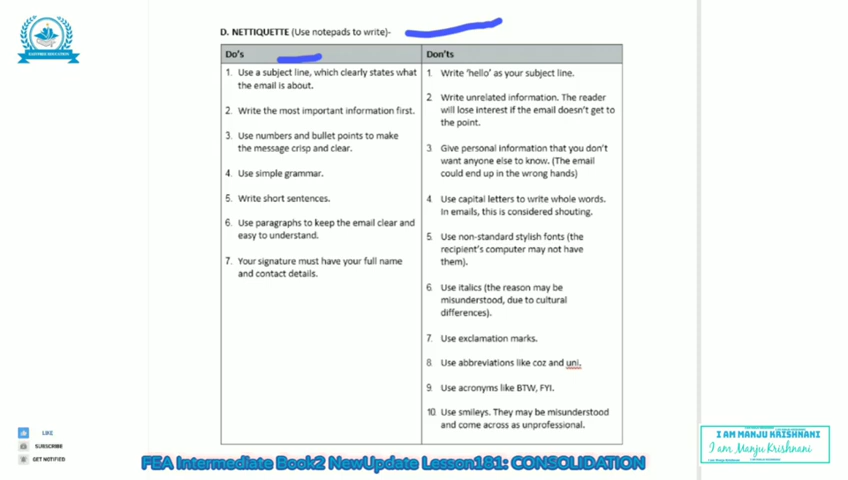 D. NETTIQUETTE (Use notepads to write)-
Do's
1. Use a subject line, which clearly states what
the email is about.
2. Write the most important information first.
3. Use numbers and bullet points to make
the message crisp and clear.
4. Use simple grammar.
5. Write short sentences.
6. Use paragraphs to keep the email clear and
easy to understand.
7. Your signature must have your full name
and contact details.
Don'ts
1. Write 'hello' as your subject line.
2 Write unrelated information. The reader
will lose interest if the email doesn't get to
the point.
3 Give personal information that you don't
want anyone else to know. (The email
could end up in the wrong hands)
4 Use capital letters to write whole words.
In emails, this is considered shouting.
5 Use non-standard stylish fonts (the
recipient's computer may not have
them).
6 Use italics (the reason may be
misunderstood, due to cultural
differences).
7. Use exclamation marks.
8 Use abbreviations like coz and uni.
9. Use acronyms like BTW, FYI.
10. Use smileys. They may be misunderstood
and come across as unprofessional.
LIKE
SUBSCRIBE
GET NOTIFIED
I AM MANJU KRISHNANI
I am Manju Krishnani
FEA Intermediate Book2 NewUpdate Lesson181: CONSOLIDATION